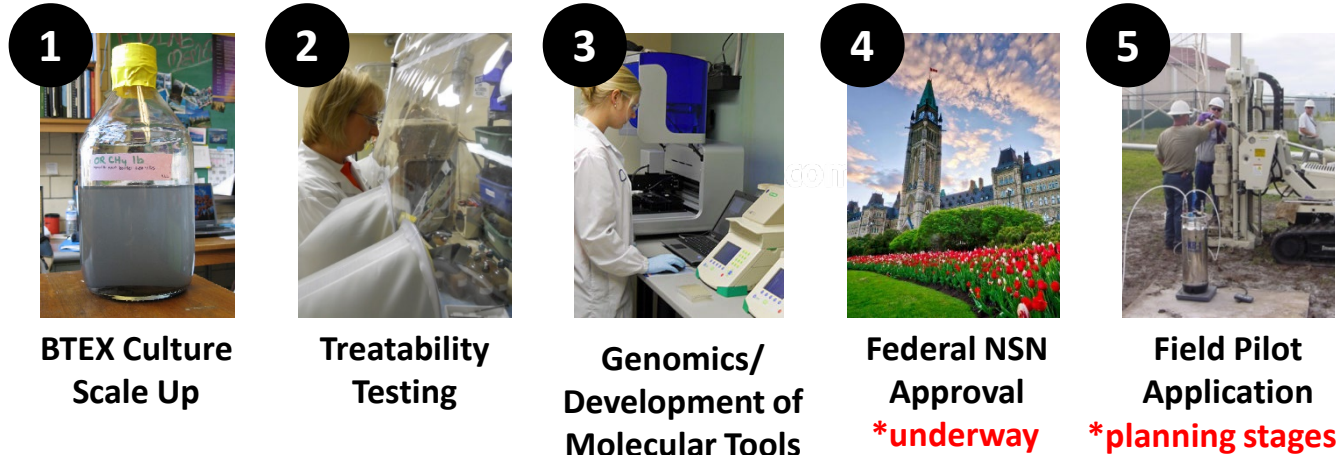 1
2
3
4
5
BTEX Culture
Scale Up
Treatability
Testing
Genomics/
Development of
Molecular Tools
Federal NSN
Approval
*underway
Field Pilot
Application
*planning stages